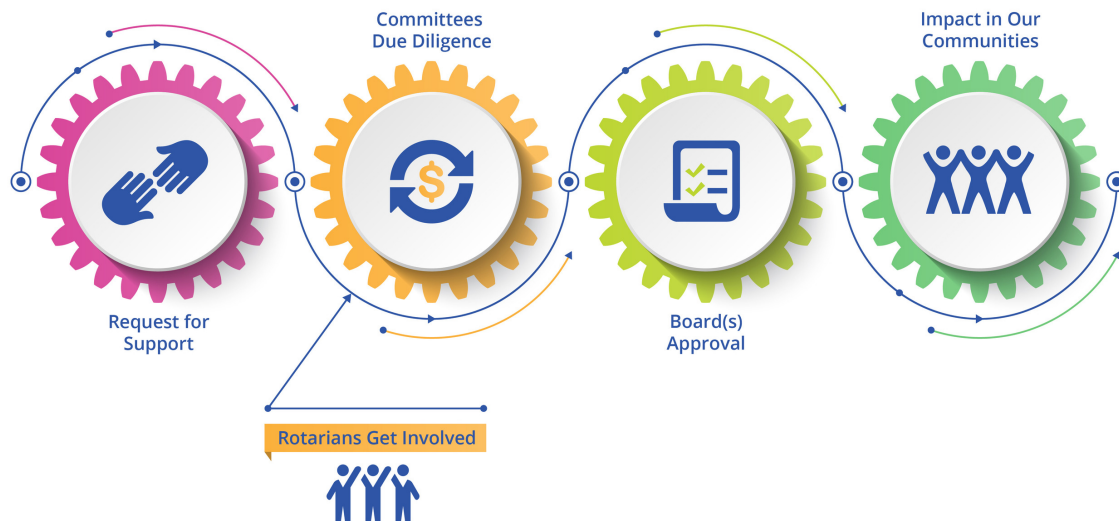 Committees
Due Diligence
Impact in Our
Communities
$
Request for
Support
Board(s)
Approval
Rotarians Get Involved